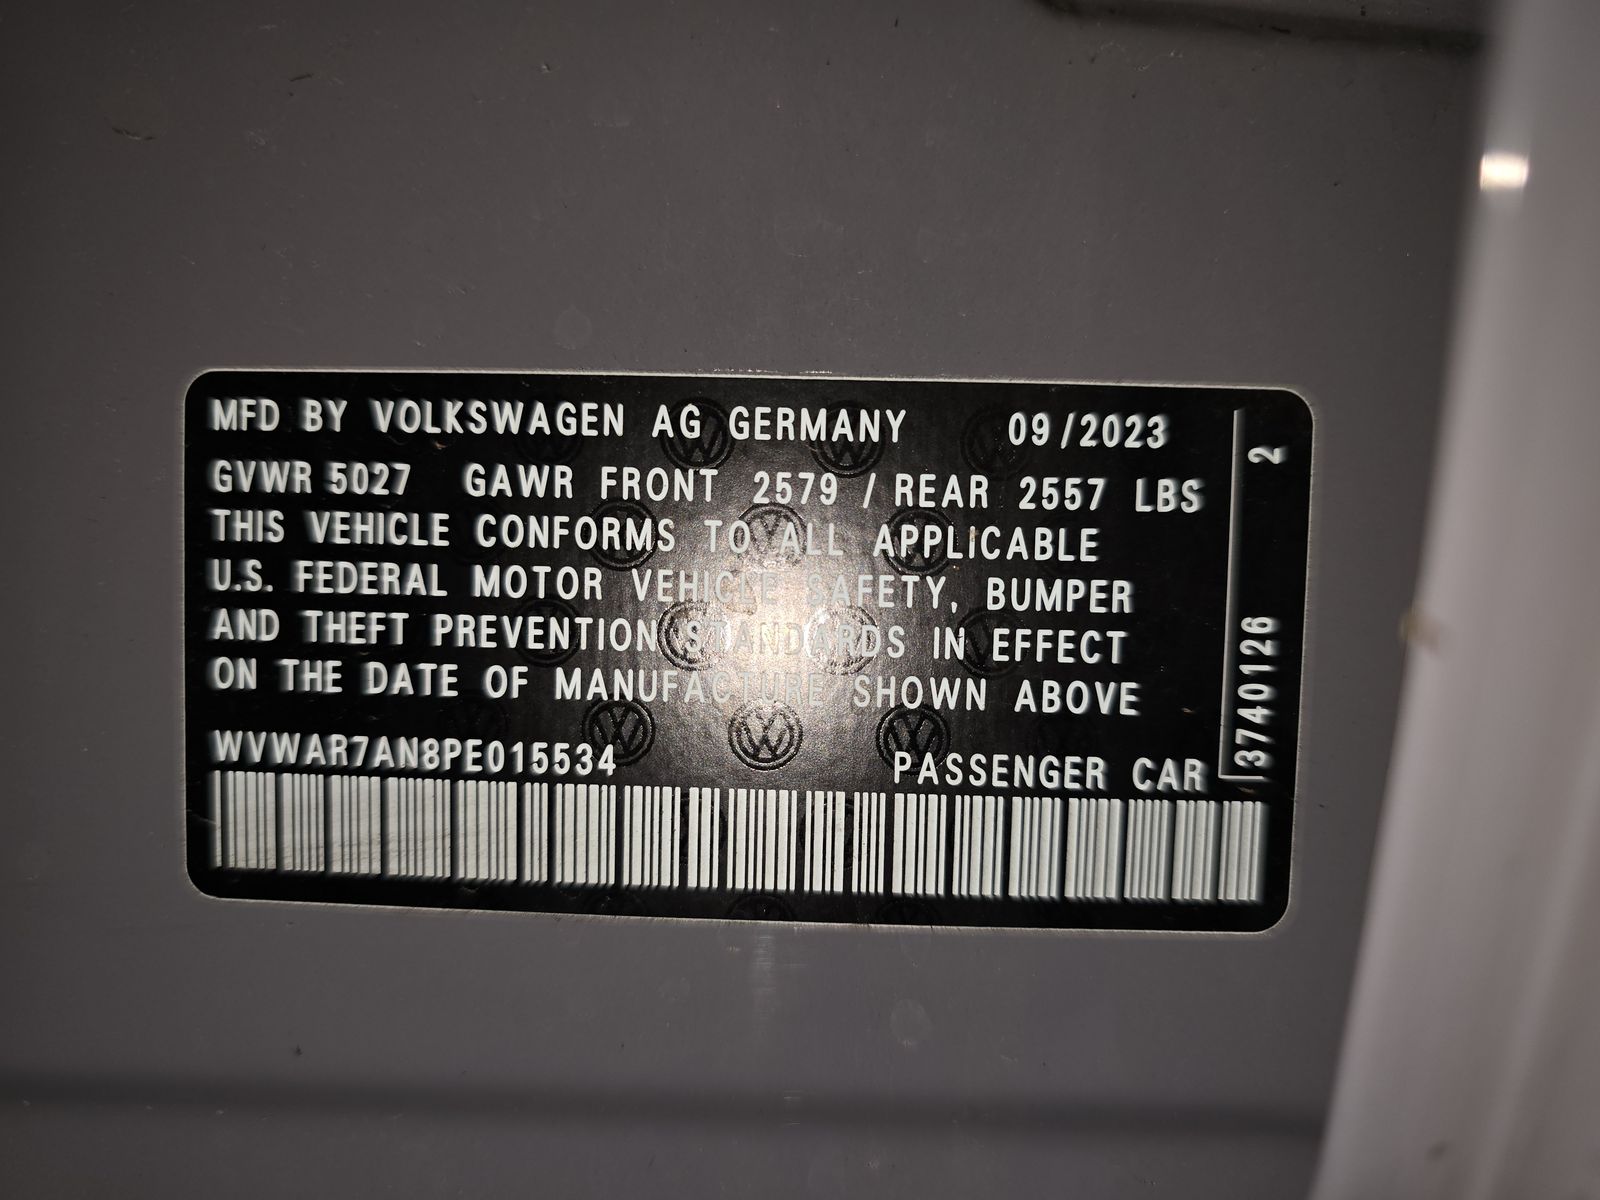 MFD BY VOLKSWAGEN AG GERMANY 09/2023
GVWR 5027 GAWR FRONT 2579 / REAR 2557 LBS
THIS VEHICLE CONFORMS TO ALL APPLICABLE
U.S. FEDERAL MOTOR VEHICLE SAFETY, BUMPER
AND THEFT PREVENTION STANDARDS IN EFFECT
ON THE DATE OF MANUFACTURE SHOWN ABOVE
WVWAR7AN8PE015534 PASSENGER CAR
3740126 2